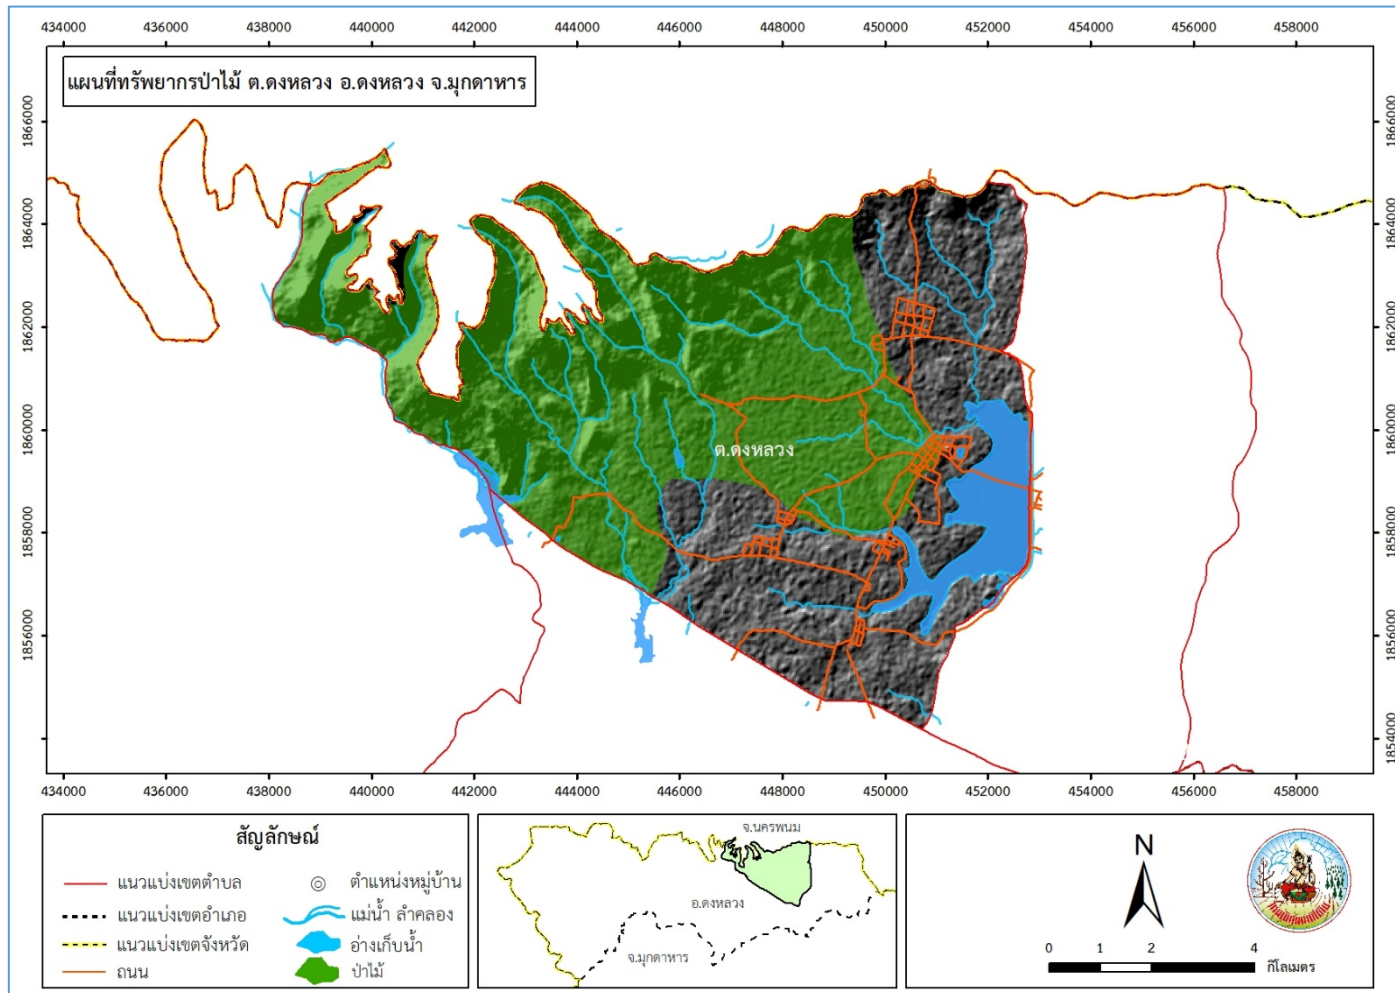 434000 436000 438000 440000 442000 444000 446000 448000 450000 452000 454000 456000 458000
แผนที่ทรัพยากรป่าไม้ ต.ดงหลวง อ.ดงหลวง จ.มุกดาหาร
1866000 1866000
1864000 1864000
1862000 1862000
1860000 1860000
ต.ดงหลวง
1858000 1858000
1856000 1856000
1854000 1854000
434000 436000 438000 440000 442000 444000 446000 448000 450000 452000 454000 456000 458000
สัญลักษณ์
แนวแบ่งเขตตำบล
แนวแบ่งเขตอำเภอ
แนวแบ่งเขตจังหวัด
ถนน
ตำแหน่งหมู่บ้าน
แม่น้ำ ลำคลอง
อ่างเก็บน้ำ
ป่าไม้
จ.นครพนม
อ.ดงหลวง
จ.มุกดาหาร
N
0 1 2 4
กิโลเมตร